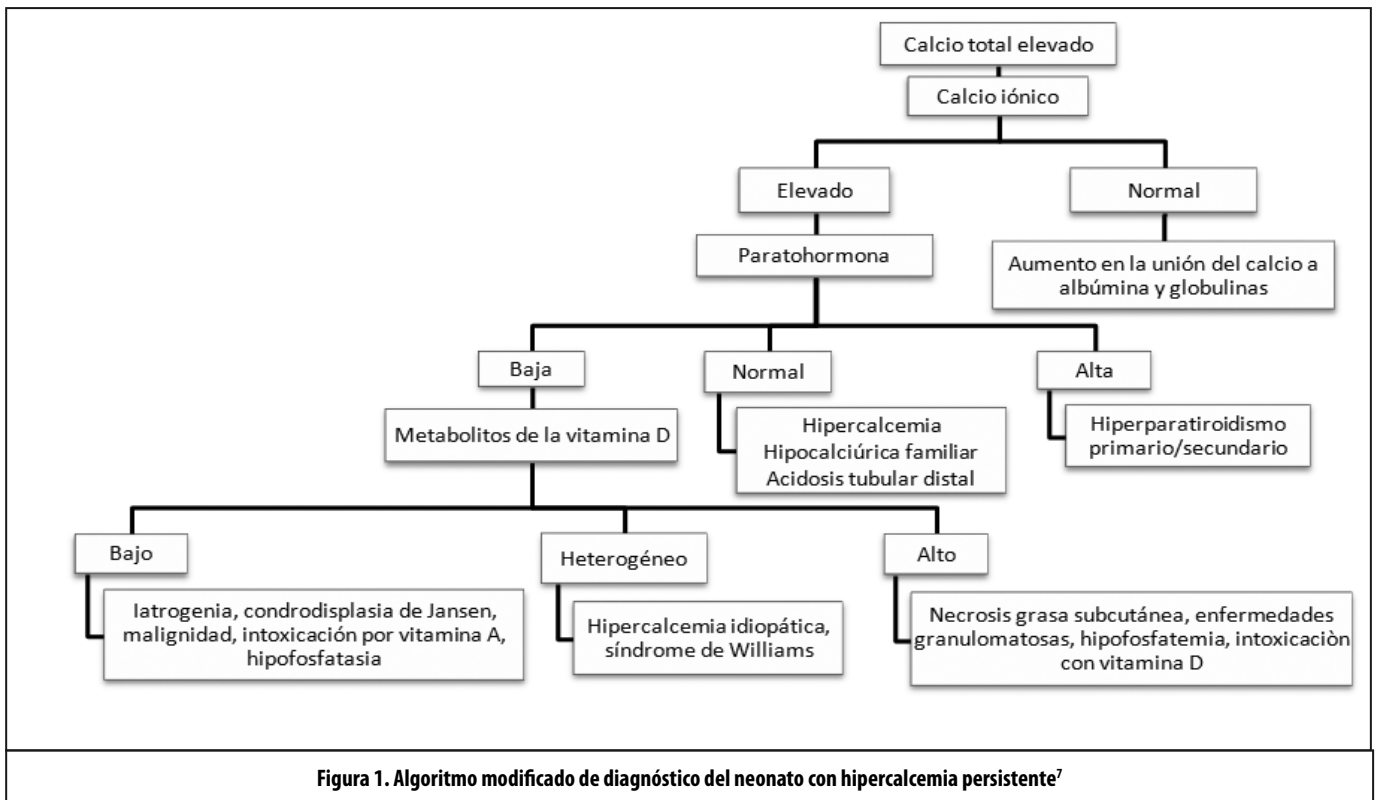 Calcio total elevado
Calcio iónico
Elevado
Normal
Paratohormona
Aumento en la unión del calcio a
albúmina y globulinas
Baja
Normal
Alta
Metabolitos de la vitamina D
Hipercalcemia
Hipocalciúrica familiar
Acidosis tubular distal
Hiperparatiroidismo
primario/secundario
Bajo
Heterogéneo
Alto
Iatrogenia, condrodisplasia de Jansen,
malignidad, intoxicación por vitamina A,
hipofosfatasia
Hipercalcemia idiopática,
síndrome de Williams
Necrosis grasa subcutánea, enfermedades
granulomatosas, hipofosfatemia, intoxicaciòn
con vitamina D
Figura 1. Algoritmo modificado de diagnóstico del neonato con hipercalcemia persistente⁷